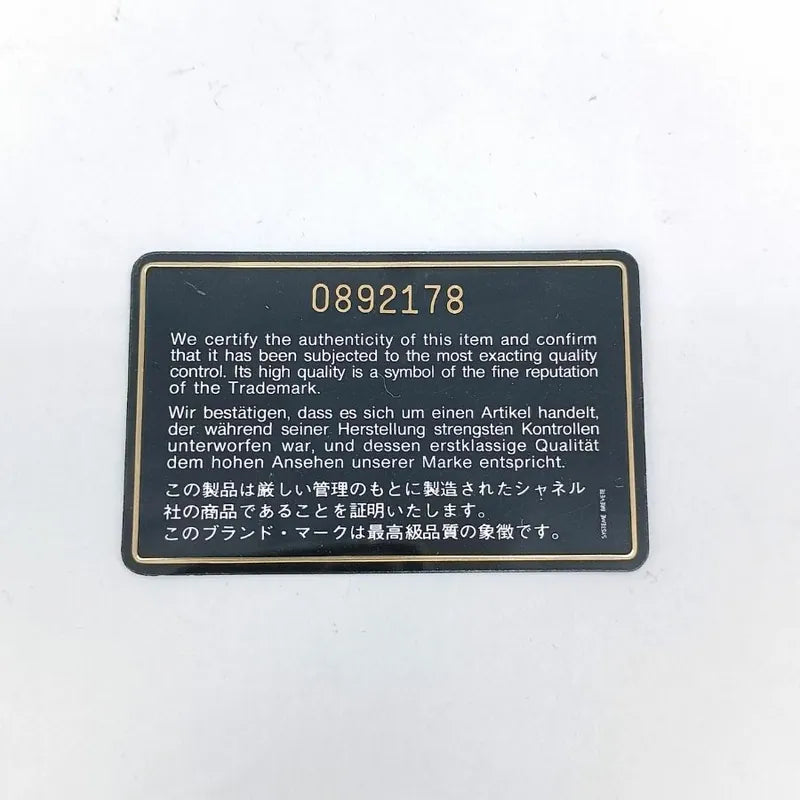 0892178
We certify the authenticity of this item and confirm
that it has been subjected to the most exacting quality
control. Its high quality is a symbol of the fine reputation
of the Trademark.
Wir bestätigen, dass es sich um einen Artikel handelt,
der während seiner Herstellung strengsten Kontrollen
unterworfen war, und dessen erstklassige Qualität
dem hohen Ansehen unserer Marke entspricht.
この製品は厳しい管理のもとに製造されたシャネル
社の商品であることを証明いたします。
このブランド・マークは最高級品質の象徴です。
SYSTEME BREVETE